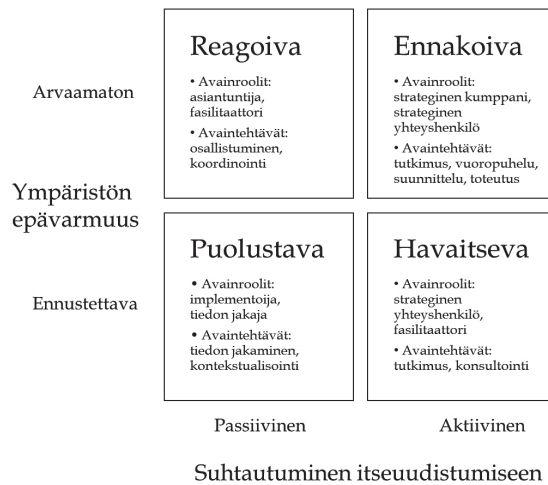 Reagoiva
• Avainroolit:
asiantuntija,
fasilitaattori
• Avaintehtävät:
osallistuminen,
koordinointi
Ennakoiva
• Avainroolit:
strateginen kumppani,
strateginen
yhteyshenkilö
• Avaintehtävät:
tutkimus, vuoropuhelu,
suunnittelu, toteutus
Arvaamaton
Ympäristön
epävarmuus
Puolustava
• Avainroolit:
implementoija,
tiedon jakaja
• Avaintehtävät:
tiedon jakaminen,
kontekstualisointi
Havaitseva
• Avainroolit:
strateginen
yhteyshenkilö,
fasilitaattori
• Avaintehtävät:
tutkimus, konsultointi
Ennustettava
Passiivinen
Aktiivinen
Suhtautuminen itseuudistumiseen